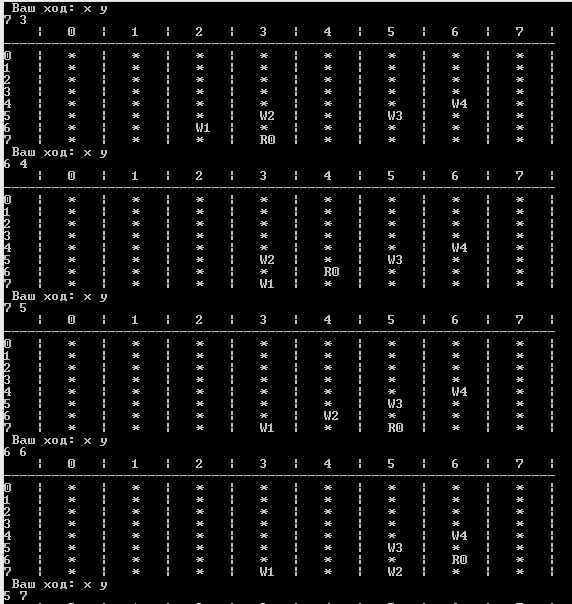 Ваш ход: x y
7 3
¦ 0 ¦ 1 ¦ 2 ¦ 3 ¦ 4 ¦ 5 ¦ 6 ¦ 7 ¦
0 ¦ * ¦ * ¦ * ¦ * ¦ * ¦ * ¦ * ¦ * ¦
1 ¦ * ¦ * ¦ * ¦ * ¦ * ¦ * ¦ * ¦ * ¦
2 ¦ * ¦ * ¦ * ¦ * ¦ * ¦ * ¦ * ¦ * ¦
3 ¦ * ¦ * ¦ * ¦ * ¦ * ¦ * ¦ * ¦ * ¦
4 ¦ * ¦ * ¦ * ¦ * ¦ * ¦ * ¦ W4 ¦ * ¦
5 ¦ * ¦ * ¦ * ¦ W2 ¦ * ¦ W3 ¦ * ¦ * ¦
6 ¦ * ¦ * ¦ W1 ¦ * ¦ * ¦ * ¦ * ¦ * ¦
7 ¦ * ¦ * ¦ * ¦ R0 ¦ * ¦ * ¦ * ¦ * ¦
Ваш ход: x y
6 4
¦ 0 ¦ 1 ¦ 2 ¦ 3 ¦ 4 ¦ 5 ¦ 6 ¦ 7 ¦
0 ¦ * ¦ * ¦ * ¦ * ¦ * ¦ * ¦ * ¦ * ¦
1 ¦ * ¦ * ¦ * ¦ * ¦ * ¦ * ¦ * ¦ * ¦
2 ¦ * ¦ * ¦ * ¦ * ¦ * ¦ * ¦ * ¦ * ¦
3 ¦ * ¦ * ¦ * ¦ * ¦ * ¦ * ¦ * ¦ * ¦
4 ¦ * ¦ * ¦ * ¦ * ¦ * ¦ * ¦ W4 ¦ * ¦
5 ¦ * ¦ * ¦ * ¦ W2 ¦ * ¦ W3 ¦ * ¦ * ¦
6 ¦ * ¦ * ¦ * ¦ * ¦ R0 ¦ * ¦ * ¦ * ¦
7 ¦ * ¦ * ¦ * ¦ W1 ¦ * ¦ * ¦ * ¦ * ¦
Ваш ход: x y
7 5
¦ 0 ¦ 1 ¦ 2 ¦ 3 ¦ 4 ¦ 5 ¦ 6 ¦ 7 ¦
0 ¦ * ¦ * ¦ * ¦ * ¦ * ¦ * ¦ * ¦ * ¦
1 ¦ * ¦ * ¦ * ¦ * ¦ * ¦ * ¦ * ¦ * ¦
2 ¦ * ¦ * ¦ * ¦ * ¦ * ¦ * ¦ * ¦ * ¦
3 ¦ * ¦ * ¦ * ¦ * ¦ * ¦ * ¦ * ¦ * ¦
4 ¦ * ¦ * ¦ * ¦ * ¦ * ¦ * ¦ W4 ¦ * ¦
5 ¦ * ¦ * ¦ * ¦ * ¦ * ¦ W3 ¦ * ¦ * ¦
6 ¦ * ¦ * ¦ * ¦ * ¦ W2 ¦ * ¦ * ¦ * ¦
7 ¦ * ¦ * ¦ * ¦ W1 ¦ * ¦ R0 ¦ * ¦ * ¦
Ваш ход: x y
6 6
¦ 0 ¦ 1 ¦ 2 ¦ 3 ¦ 4 ¦ 5 ¦ 6 ¦ 7 ¦
0 ¦ * ¦ * ¦ * ¦ * ¦ * ¦ * ¦ * ¦ * ¦
1 ¦ * ¦ * ¦ * ¦ * ¦ * ¦ * ¦ * ¦ * ¦
2 ¦ * ¦ * ¦ * ¦ * ¦ * ¦ * ¦ * ¦ * ¦
3 ¦ * ¦ * ¦ * ¦ * ¦ * ¦ * ¦ * ¦ * ¦
4 ¦ * ¦ * ¦ * ¦ * ¦ * ¦ * ¦ W4 ¦ * ¦
5 ¦ * ¦ * ¦ * ¦ * ¦ * ¦ W3 ¦ * ¦ * ¦
6 ¦ * ¦ * ¦ * ¦ * ¦ * ¦ * ¦ R0 ¦ * ¦
7 ¦ * ¦ * ¦ * ¦ W1 ¦ * ¦ W2 ¦ * ¦ * ¦
Ваш ход: x y
5 7